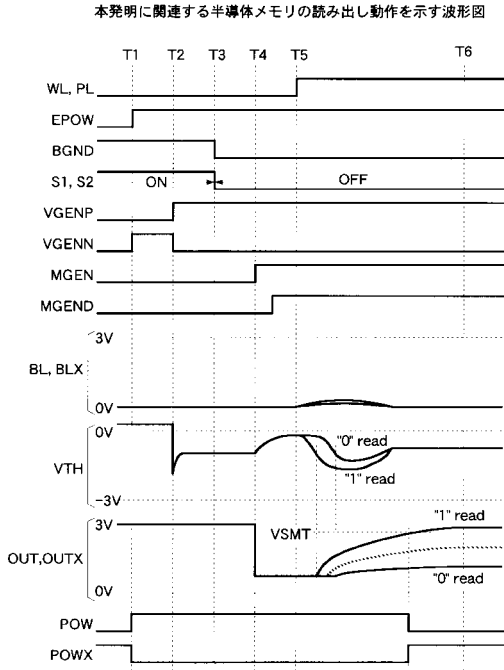 本発明に関連する半導体メモリの読み出し動作を示す波形図
T1 T2 T3 T4 T5 T6
WL, PL
EPOW
BGND
S1, S2 ON OFF
VGENP
VGENN
MGEN
MGEND
3V
BL, BLX
0V
0V
"0" read
VTH
"1" read
-3V
3V
"1" read
VSMT
OUT,OUTX
"0" read
0V
POW
POWX